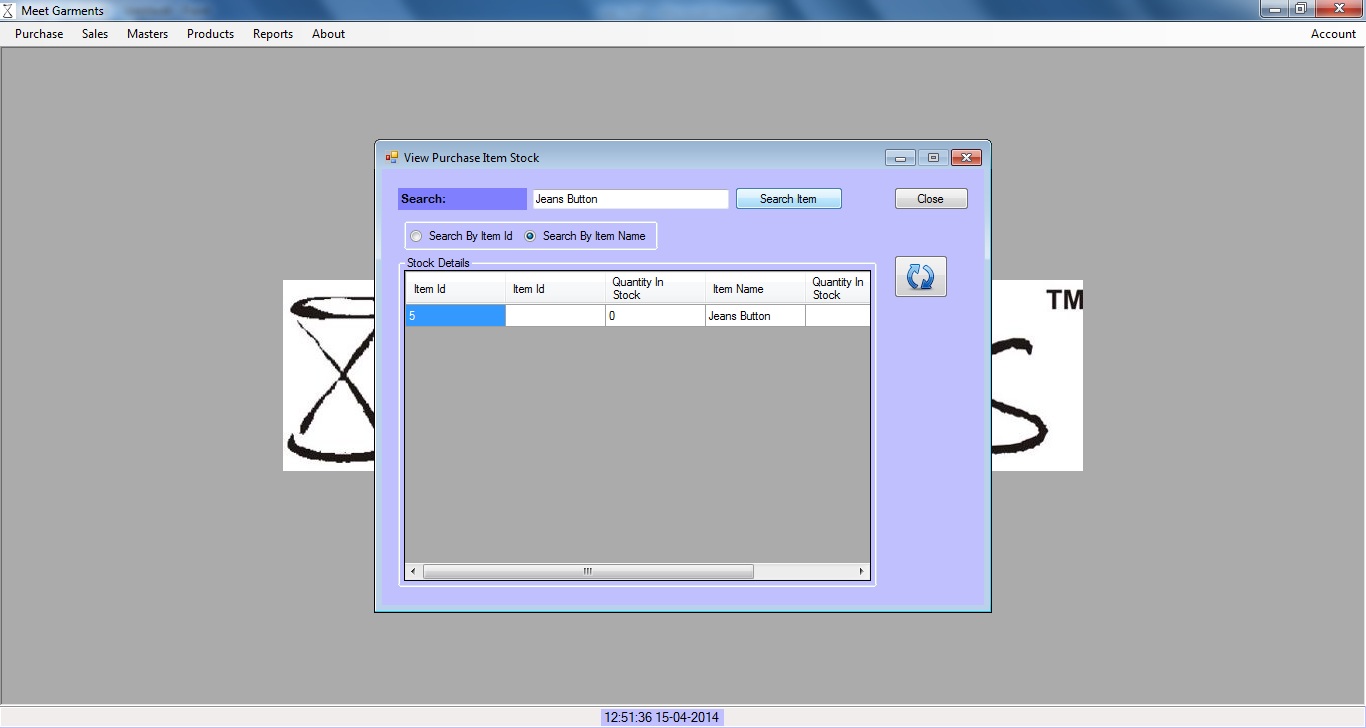 Meet Garments
Purchase Sales Masters Products Reports About Account
View Purchase Item Stock
Search: Jeans Button Search Item Close
Search By Item Id Search By Item Name
Stock Details
Item Id Item Id Quantity In Stock Item Name Quantity In Stock
5 0 Jeans Button
TM
S
12:51:36 15-04-2014